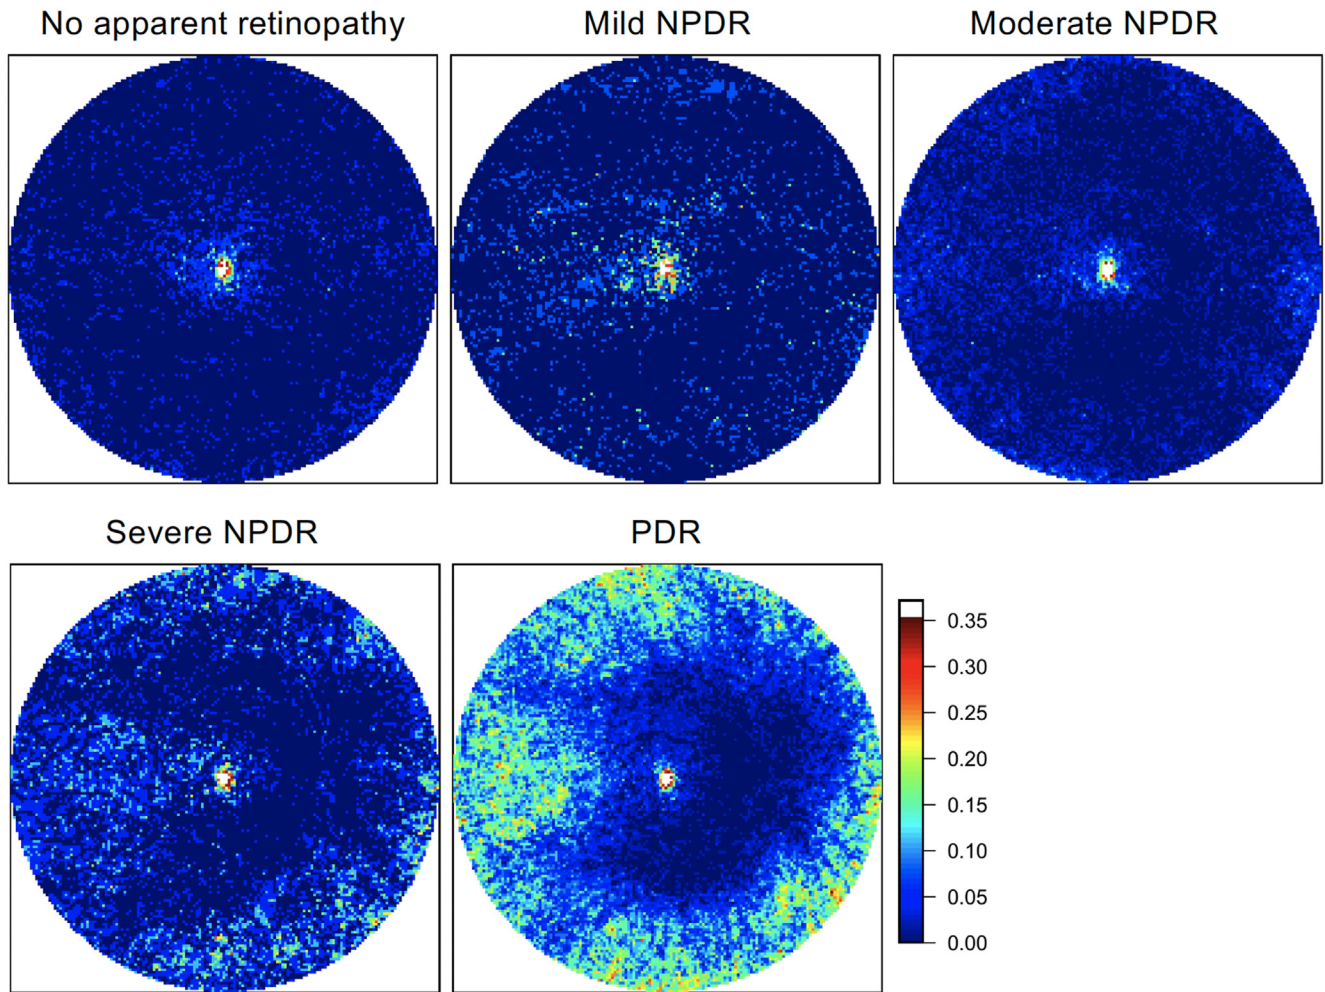 No apparent retinopathy
Mild NPDR
Moderate NPDR
Severe NPDR
PDR
0.35
0.30
0.25
0.20
0.15
0.10
0.05
0.00